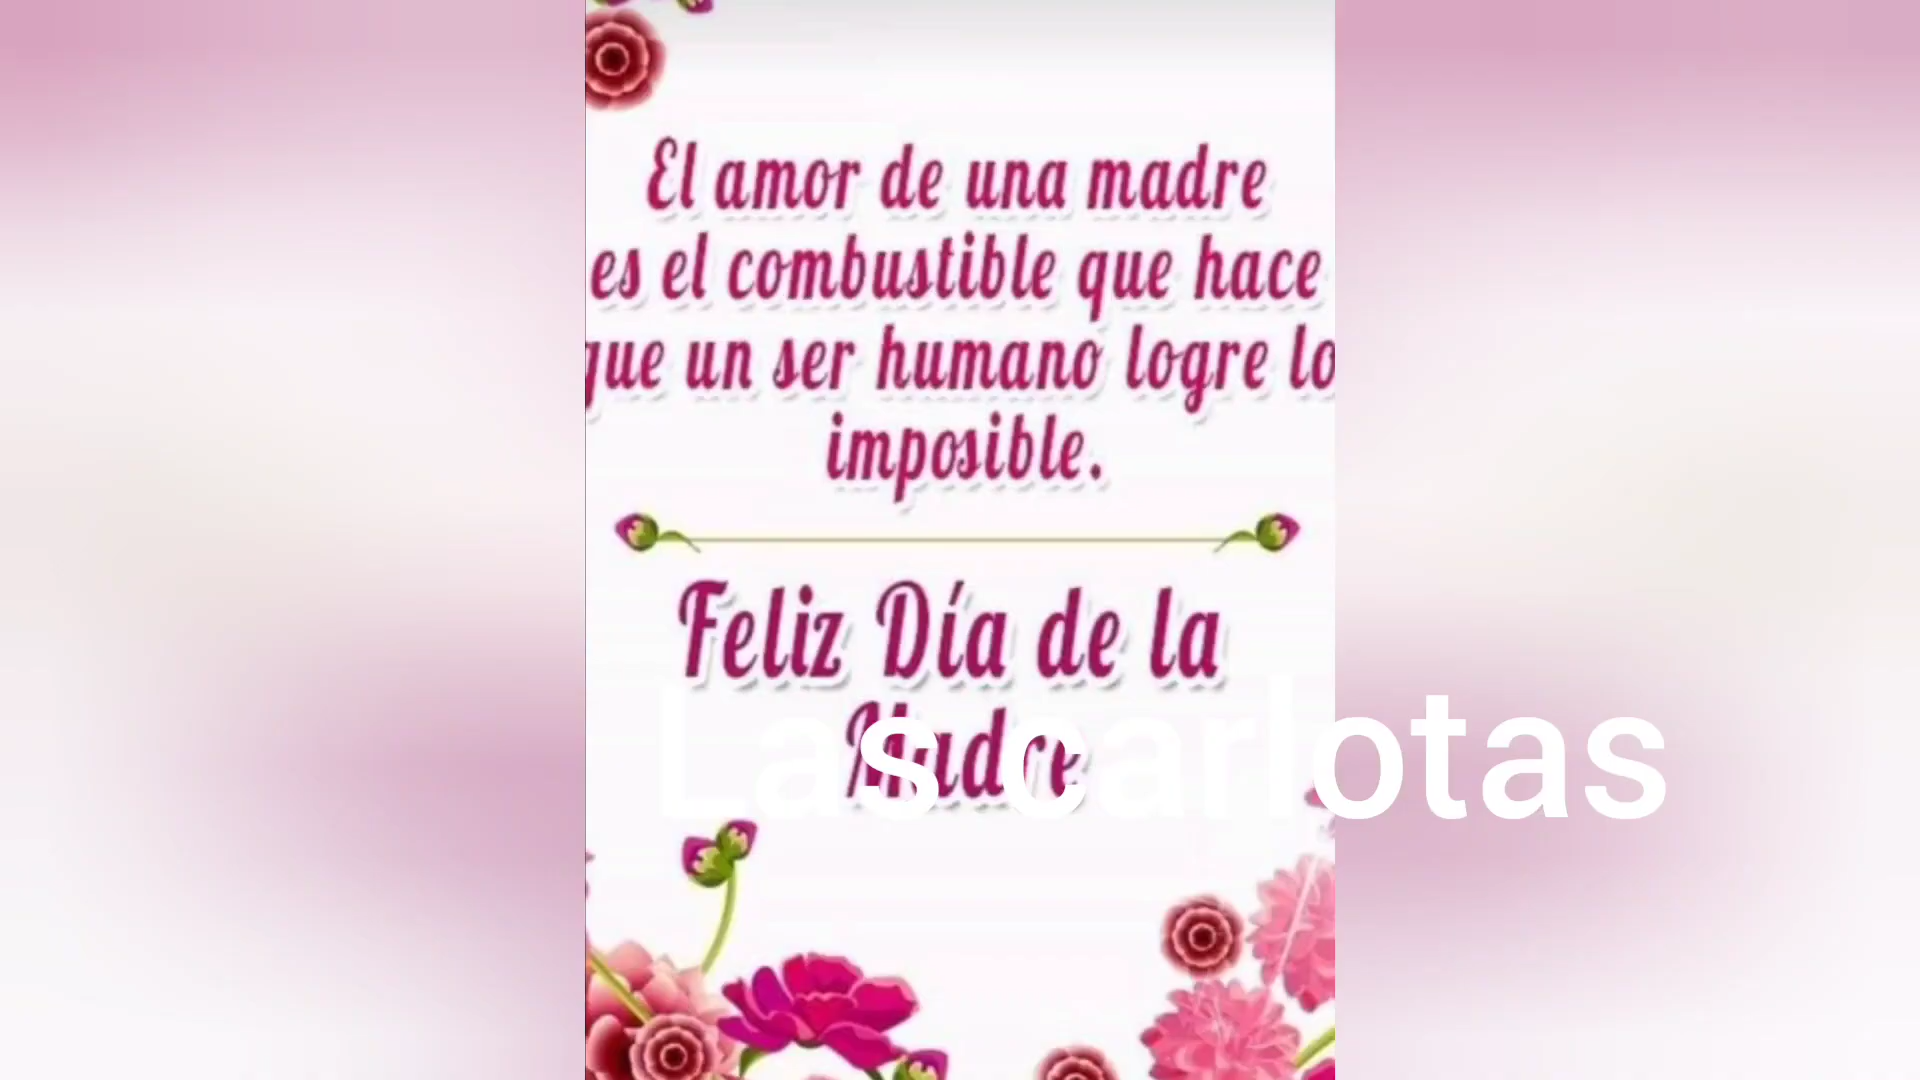 El amor de una madre
es el combustible que hace
que un ser humano logre lo
imposible.
Feliz Día de la
Madre
Las carlotas